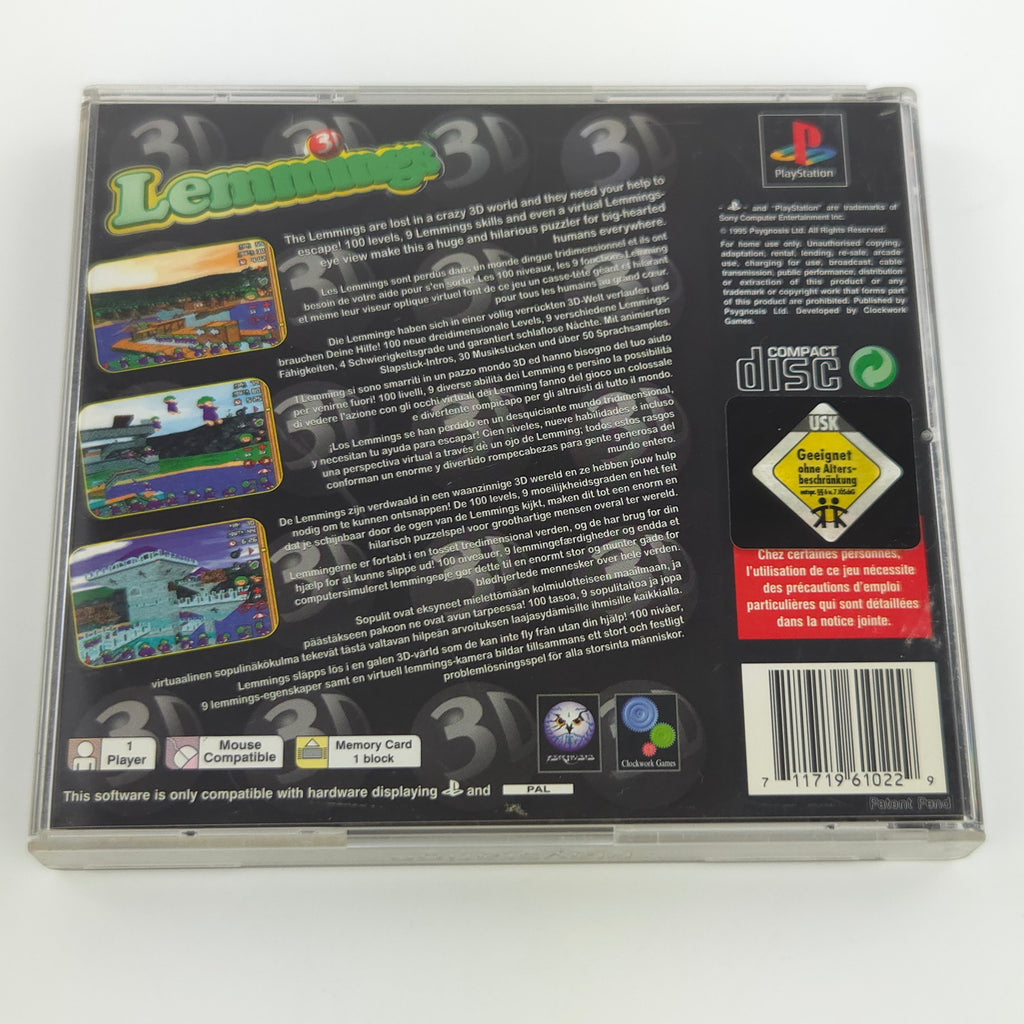 3D
Lemmings
The Lemmings are lost in a crazy 3D world and they need your help to
escape! 100 levels, 9 Lemmings skills and even a virtual Lemmings-
eye view make this a huge and hilarious puzzler for big-hearted
humans everywhere.
Les Lemmings sont perdus dans un monde dingue tridimensionnel et ils ont
besoin de votre aide pour s'en sortir! Les 100 niveaux, les 9 fonctions Lemming
et même leur viseur optique virtuel font de ce jeu un casse-tête géant et hilarant
pour tous les humains au grand cœur.
Die Lemminge haben sich in einer vollig verrückten 3D-Welt verlaufen und
brauchen Deine Hilfe! 100 neue dreidimensionale Levels, 9 verschiedene Lemmings-
Fähigkeiten, 4 Schwierigkeitsgrade und garantiert schlaflose Nächte. Mit animierten
Slapstick-Intros, 30 Musikstücken und über 50 Sprachsamples.
I Lemming si sono smarriti in un pazzo mondo 3D ed hanno bisogno del tuo aiuto
per venirne fuori! 100 livelli, 9 diverse abilità dei Lemming e perfino la possibilità
di vedere l'azione con gli occhi virtuali dei Lemming fanno del gioco un colossale
e divertente rompicapo per gli altruisti di tutto il mondo.
¡Los Lemmings se han perdido en un desquiciante mundo tridimensional,
y necesitan tu ayuda para escapar! Cien niveles, nueve habilidades e incluso
una perspectiva virtual a través de un ojo de Lemming; todos estos rasgos
conforman un enorme y divertido rompecabezas para gente generosa del
mundo entero.
De Lemmings zijn verdwaald in een waanzinnige 3D wereld en ze hebben jouw hulp
nodig om te kunnen ontsnappen! De 100 levels, 9 moeilijkheidsgraden en het feit
dat je schijnbaar door de ogen van de Lemmings kijkt, maken dit tot een enorm en
hilarisch puzzelspel voor groothartige mensen overal ter wereld.
Lemmingerne er fortabt i en tosset tredimensional verden, og de har brug for din
hjælp for at kunne slippe ud! 100 niveauer, 9 lemmingefærdigheder og endda et
computersimuleret lemmingeøje gør dette til en enormt stor og munter gåde for
blødhjertede mennesker over hele verden.
Sopulit ovat eksyneet mielettömään kolmiulotteiseen maailmaan, ja
päästakseen pakoon ne ovat avun tarpeessa! 100 tasoa, 9 sopulitaitoa ja jopa
virtuaalinen sopulinäkökulma tekevät tästä valtavan hilpeän arvoituksen laajasydämisille ihmisille kaikkialla.
Lemmings släpps lös i en galen 3D-värld som de kan inte fly från utan din hjälp! 100 nivåer,
9 lemmings-egenskaper samt en virtuell lemmings-kamera bildar tillsammans ett stort och festligt
problemlösningsspel för alla storsinta människor.
1
Player
Mouse
Compatible
Memory Card
1 block
This software is only compatible with hardware displaying and PAL
PSYGNOSIS
Clockwork Games
PlayStation
and "PlayStation" are trademarks of
Sony Computer Entertainment Inc.
© 1995 Psygnosis Ltd. All Rights Reserved.
For home use only. Unauthorised copying,
adaptation, rental, lending, re-sale, arcade
use, charging for use, broadcast, cable
transmission, public performance, distribution
or extraction of this product or any
trademark or copyright work that forms part
of this product are prohibited. Published by
Psygnosis Ltd. Developed by Clockwork
Games.
COMPACT
disc
USK
Geeignet
ohne Alters-
beschränkung
entspr. §§ 6 u. 7 JÖSchG
Chez certaines personnes,
l'utilisation de ce jeu nécessite
des précautions d'emploi
particulières qui sont détaillées
dans la notice jointe.
7 11719 61022 9
Patent Pend